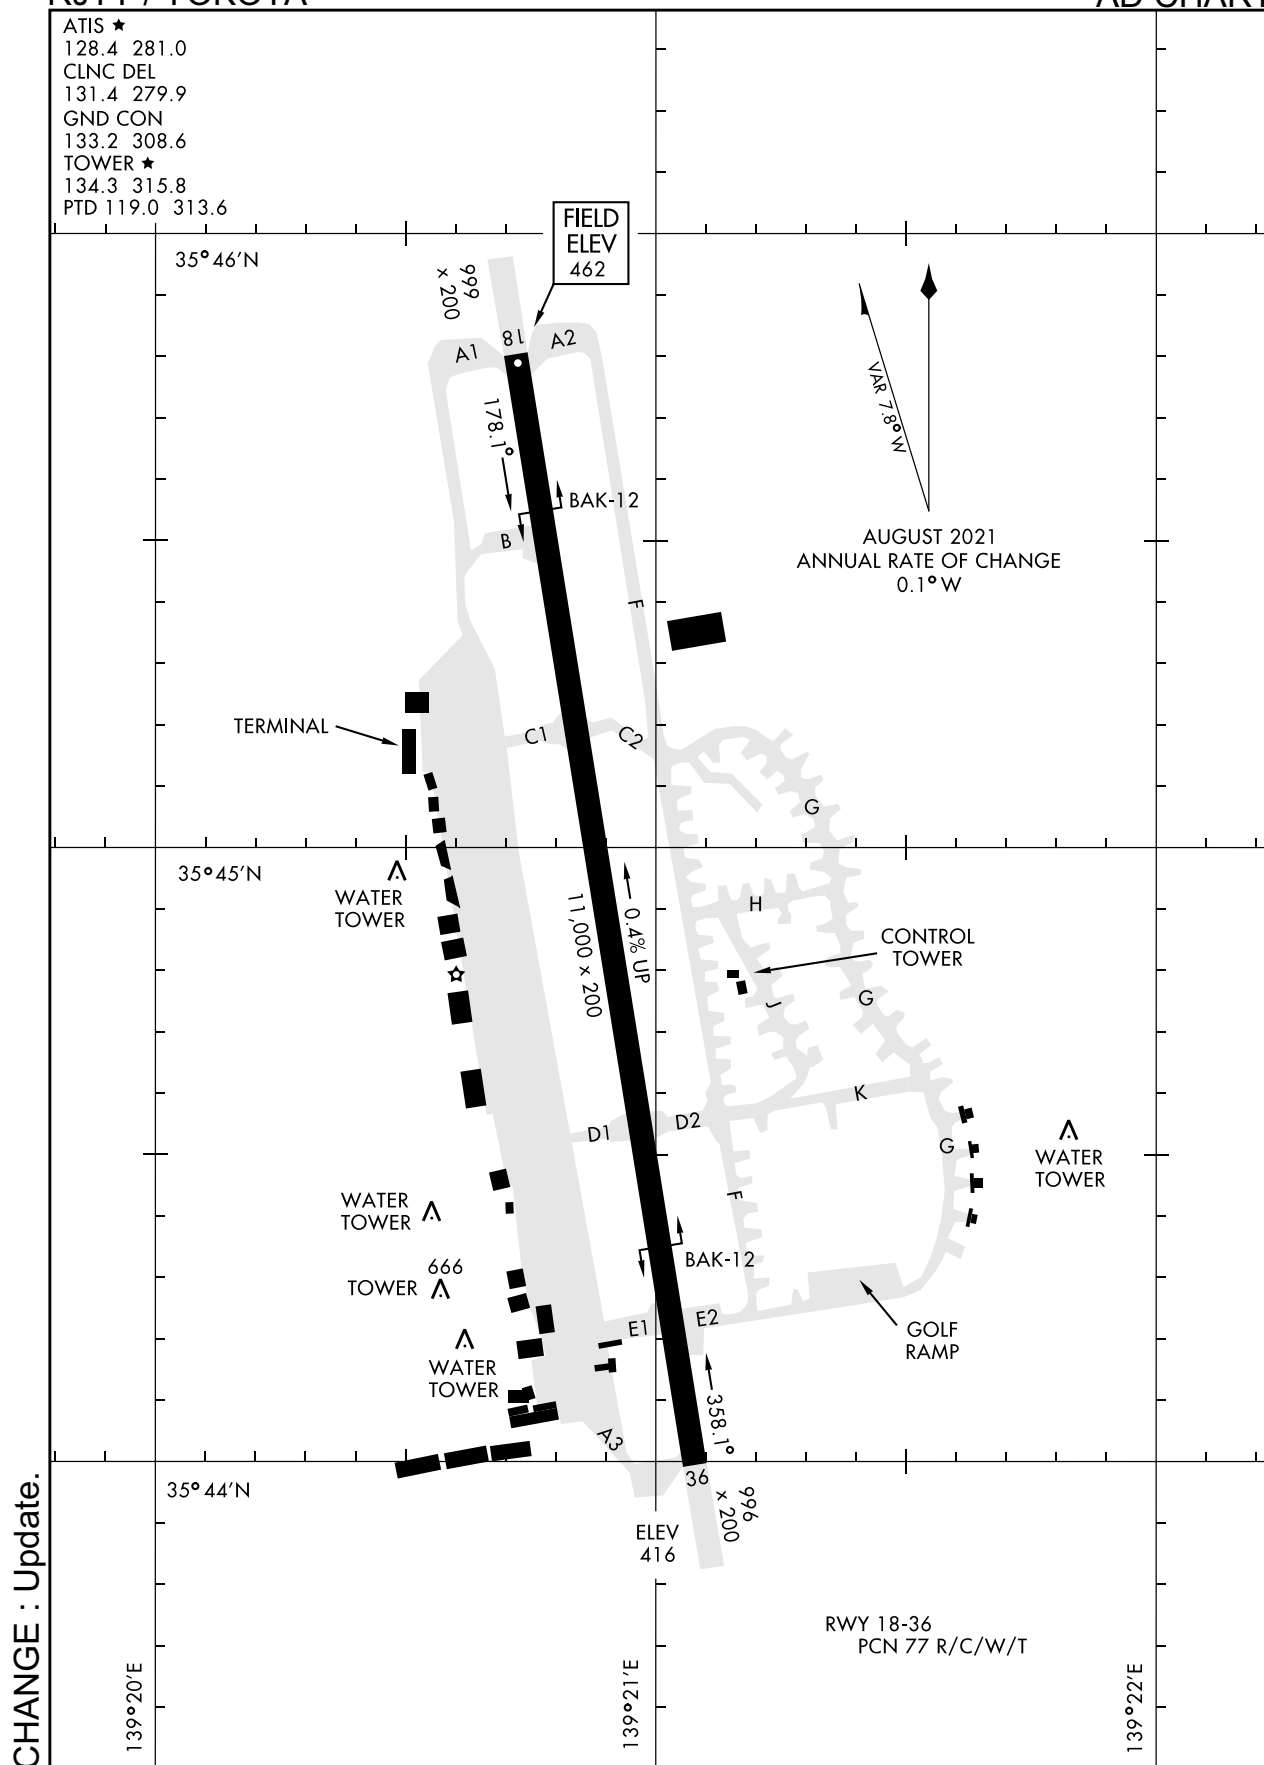 ATIS ★
128.4 281.0
CLNC DEL
131.4 279.9
GND CON
133.2 308.6
TOWER ★
134.3 315.8
PTD 119.0 313.6
FIELD
ELEV
462
35°46'N
999
x 200
18
A1
A2
178.1°
VAR 7.8°W
BAK-12
B
AUGUST 2021
ANNUAL RATE OF CHANGE
0.1°W
F
TERMINAL
C1
C2
G
35°45'N
WATER
TOWER
H
11,000 x 200
0.4% UP
CONTROL
TOWER
J
G
K
D1
D2
G
WATER
TOWER
WATER
TOWER
F
BAK-12
666
TOWER
E1
E2
GOLF
RAMP
WATER
TOWER
358.1°
A3
35°44'N
36
996
x 200
ELEV
416
RWY 18-36
PCN 77 R/C/W/T
139°20'E
139°21'E
139°22'E
CHANGE : Update.